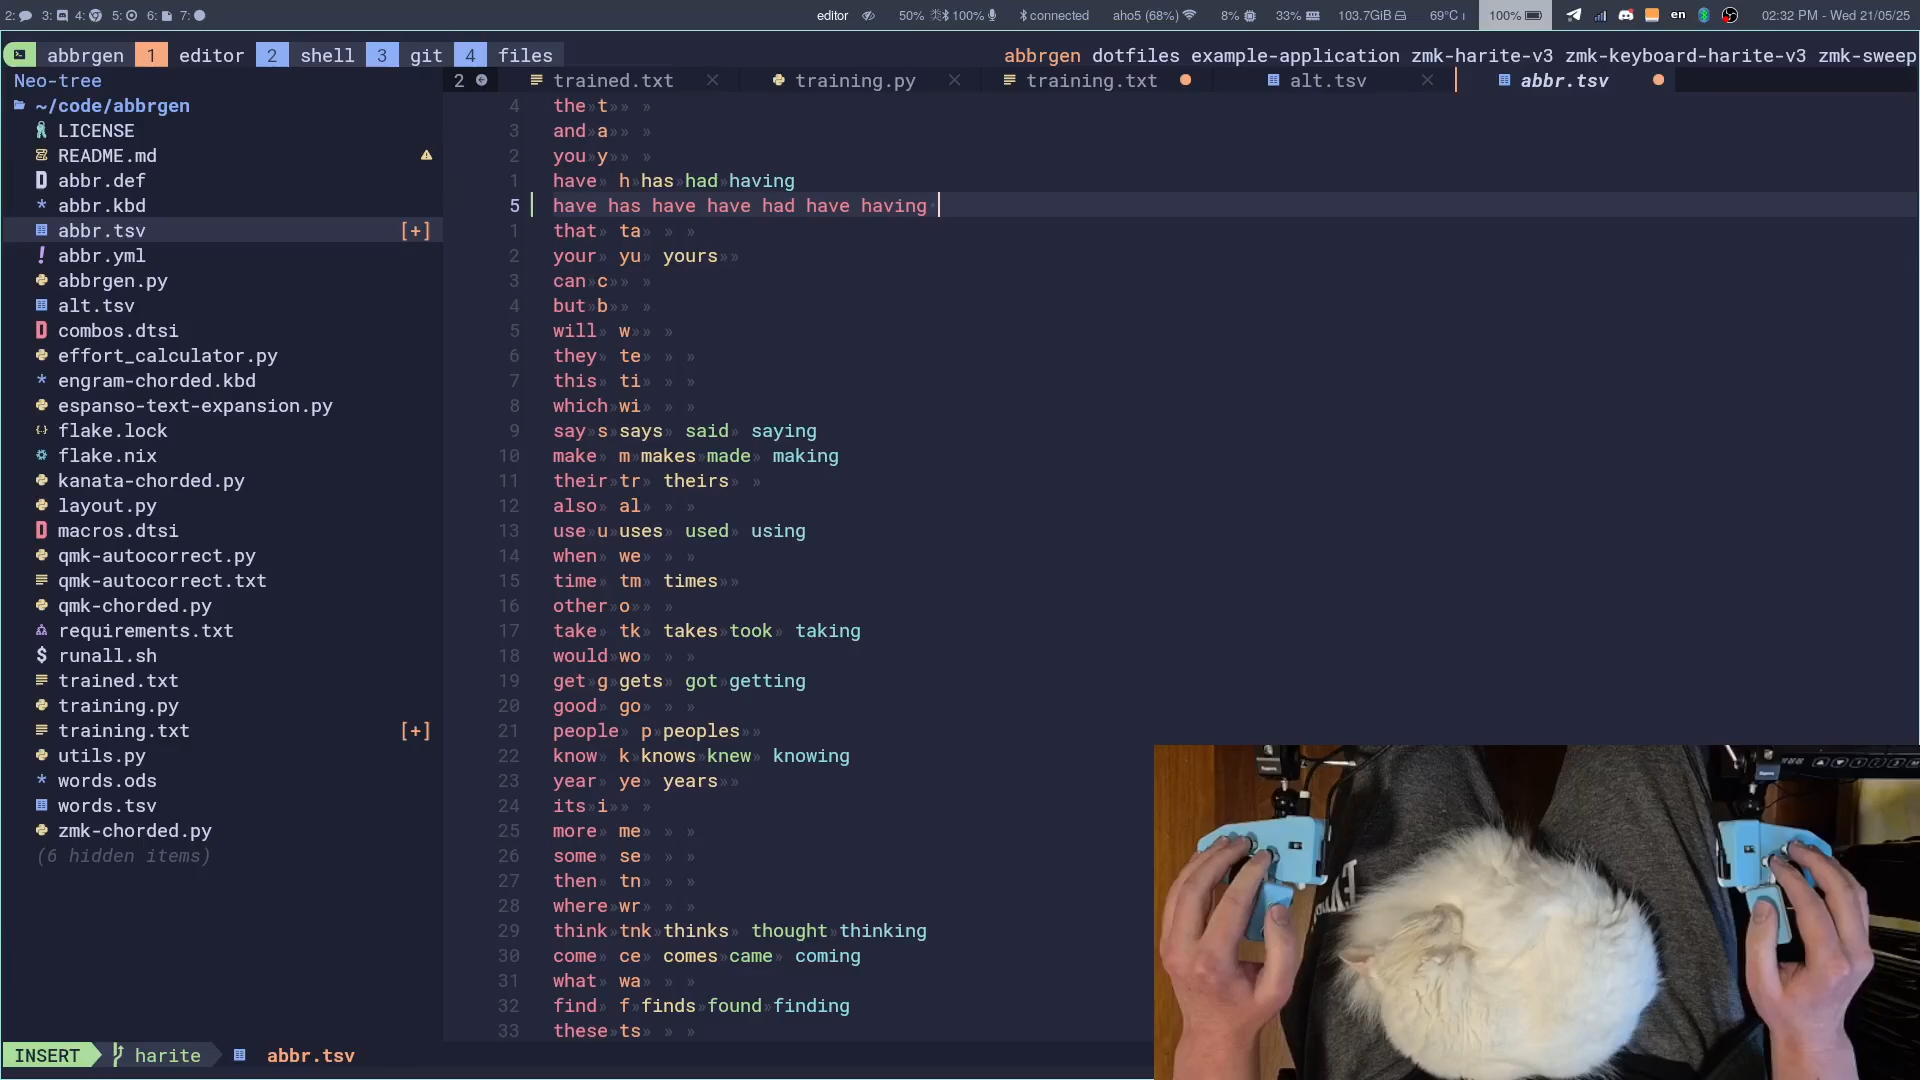 2: 3: 4: 5: 6: 7:
editor 50% 100% connected aho5 (68%) 8% 33% 103.7GiB 69°C 100% en 02:32 PM - Wed 21/05/25
abbrgen 1 editor 2 shell 3 git 4 files abbrgen dotfiles example-application zmk-harite-v3 zmk-keyboard-harite-v3 zmk-sweep
Neo-tree
2 trained.txt training.py training.txt alt.tsv abbr.tsv
~/code/abbrgen
LICENSE
README.md
abbr.def
abbr.kbd
abbr.tsv [+]
abbr.yml
abbrgen.py
alt.tsv
combos.dtsi
effort_calculator.py
engram-chorded.kbd
espanso-text-expansion.py
flake.lock
flake.nix
kanata-chorded.py
layout.py
macros.dtsi
qmk-autocorrect.py
qmk-autocorrect.txt
qmk-chorded.py
requirements.txt
runall.sh
trained.txt
training.py
training.txt [+]
utils.py
words.ods
words.tsv
zmk-chorded.py
(6 hidden items)
4 the» t» » »
3 and» a» » »
2 you» y» » »
1 have» h» has» had» having
5 have has have have had have having
1 that» ta» » »
2 your» yu» yours» »
3 can» c» » »
4 but» b» » »
5 will» w» » »
6 they» te» » »
7 this» ti» » »
8 which» wi» » »
9 say» s» says» said» saying
10 make» m» makes» made» making
11 their» tr» theirs» »
12 also» al» » »
13 use» u» uses» used» using
14 when» we» » »
15 time» tm» times» »
16 other» o» » »
17 take» tk» takes» took» taking
18 would» wo» » »
19 get» g» gets» got» getting
20 good» go» » »
21 people» p» peoples» »
22 know» k» knows» knew» knowing
23 year» ye» years» »
24 its» i» » »
25 more» me» » »
26 some» se» » »
27 then» tn» » »
28 where» wr» » »
29 think» tnk» thinks» thought» thinking
30 come» ce» comes» came» coming
31 what» wa» » »
32 find» f» finds» found» finding
33 these» ts» » »
INSERT harite abbr.tsv